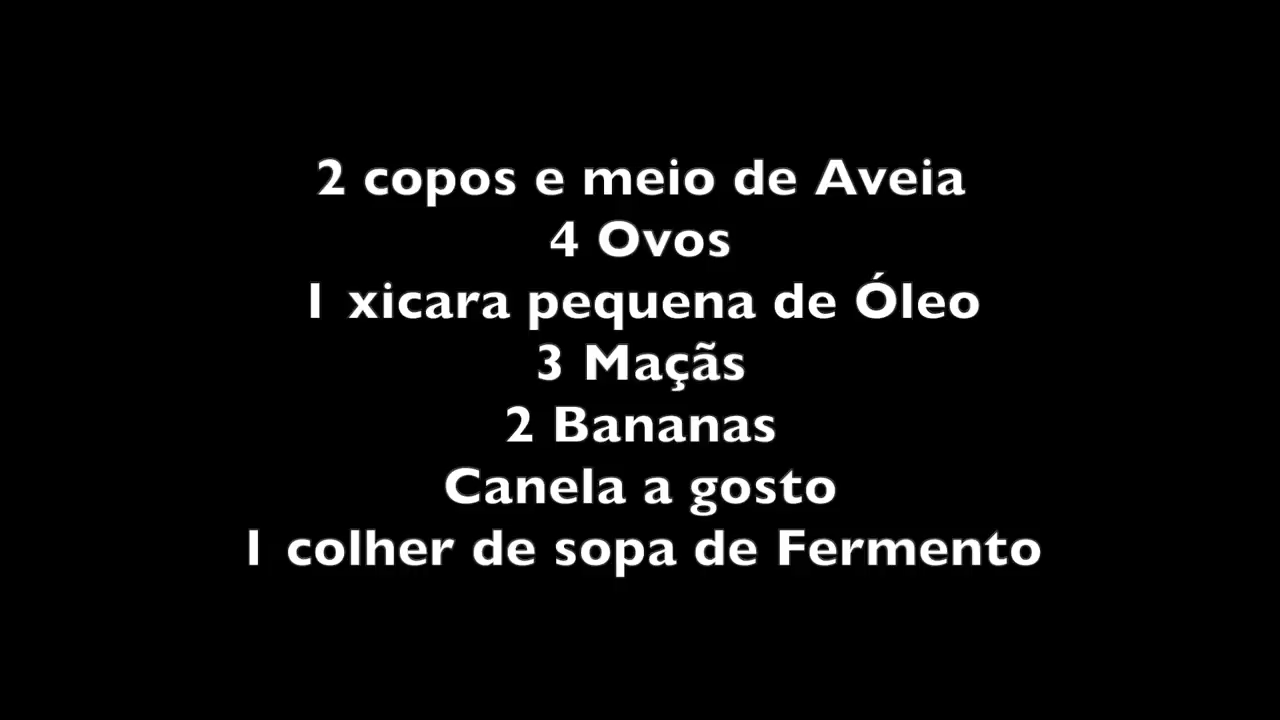 2 copos e meio de Aveia
4 Ovos
1 xicara pequena de Óleo
3 Maçãs
2 Bananas
Canela a gosto
1 colher de sopa de Fermento